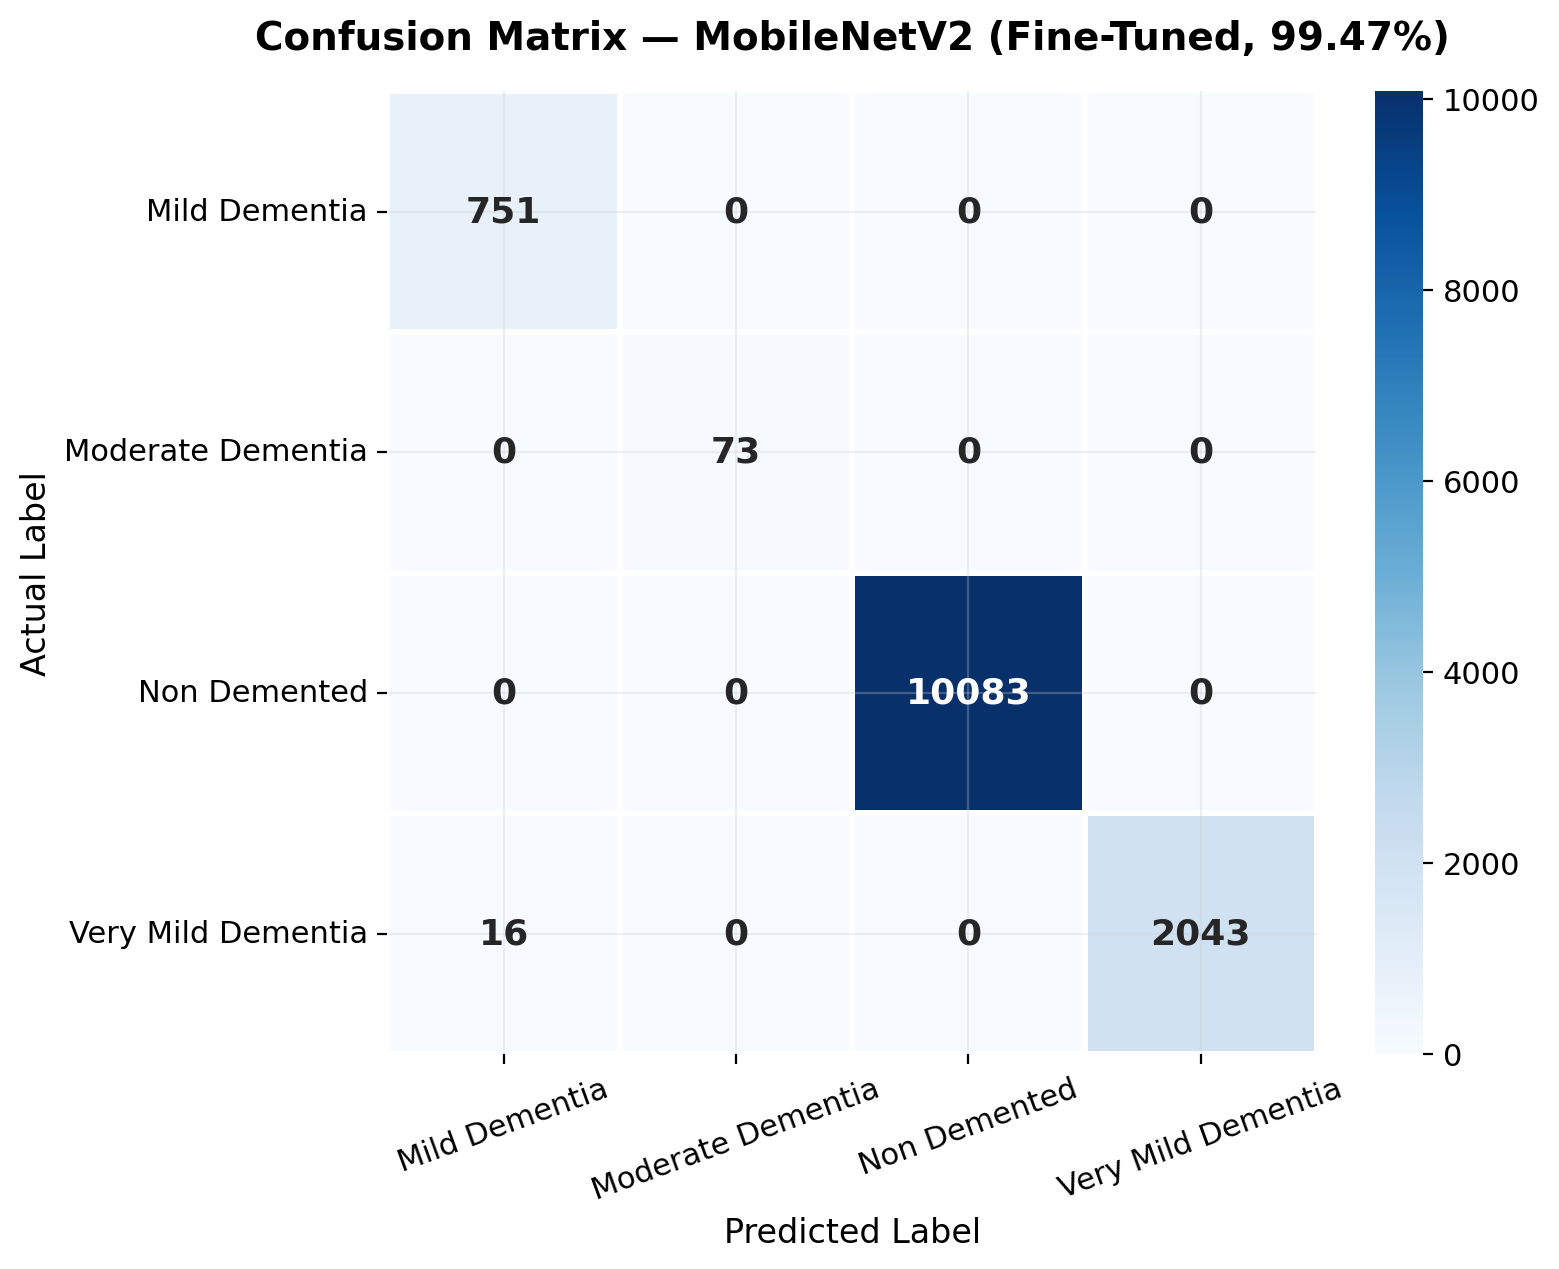 Confusion Matrix — MobileNetV2 (Fine-Tuned, 99.47%)
Actual Label
Mild Dementia 751 0 0 0
Moderate Dementia 0 73 0 0
Non Demented 0 0 10083 0
Very Mild Dementia 16 0 0 2043
Mild Dementia Moderate Dementia Non Demented Very Mild Dementia
Predicted Label
10000
8000
6000
4000
2000
0